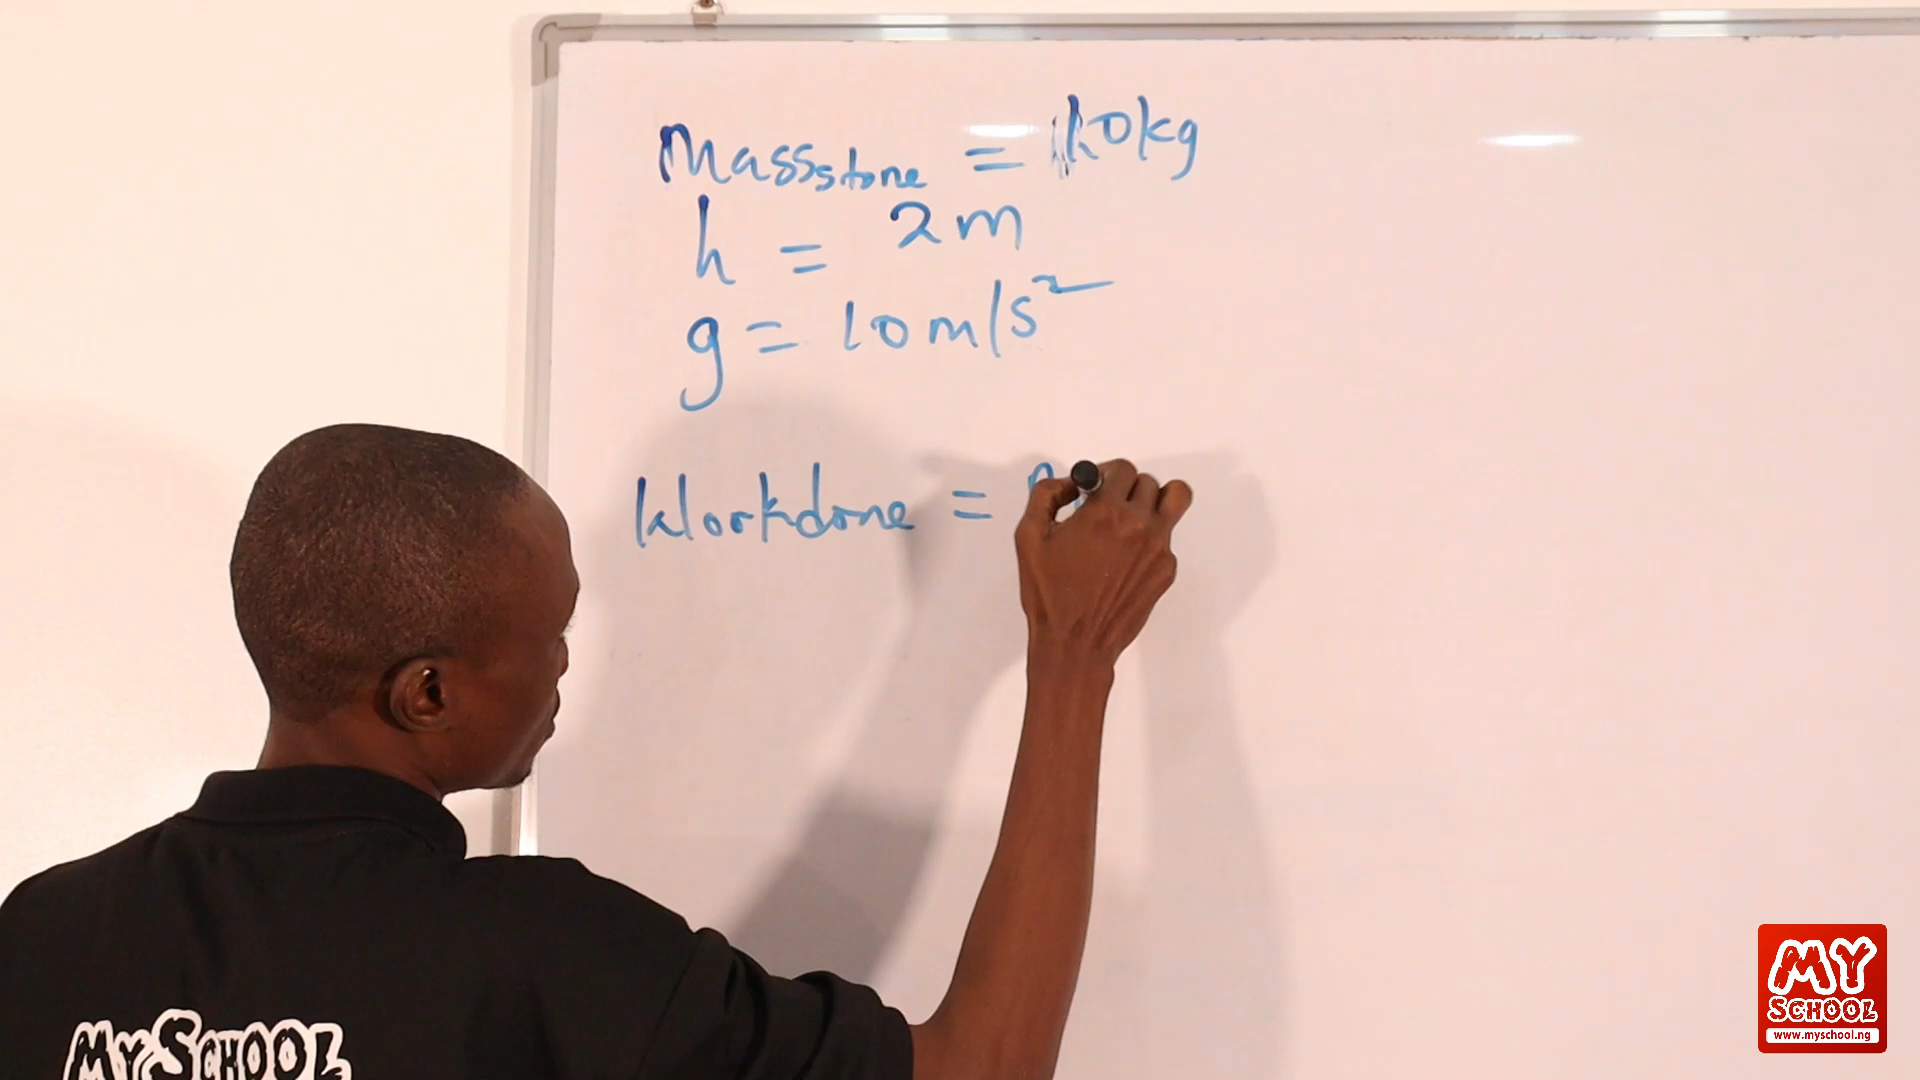 Massstone = 10kg
h = 2m
g = 10m/s²
Workdone =
MySchool
MY
SCHOOL
www.myschool.ng